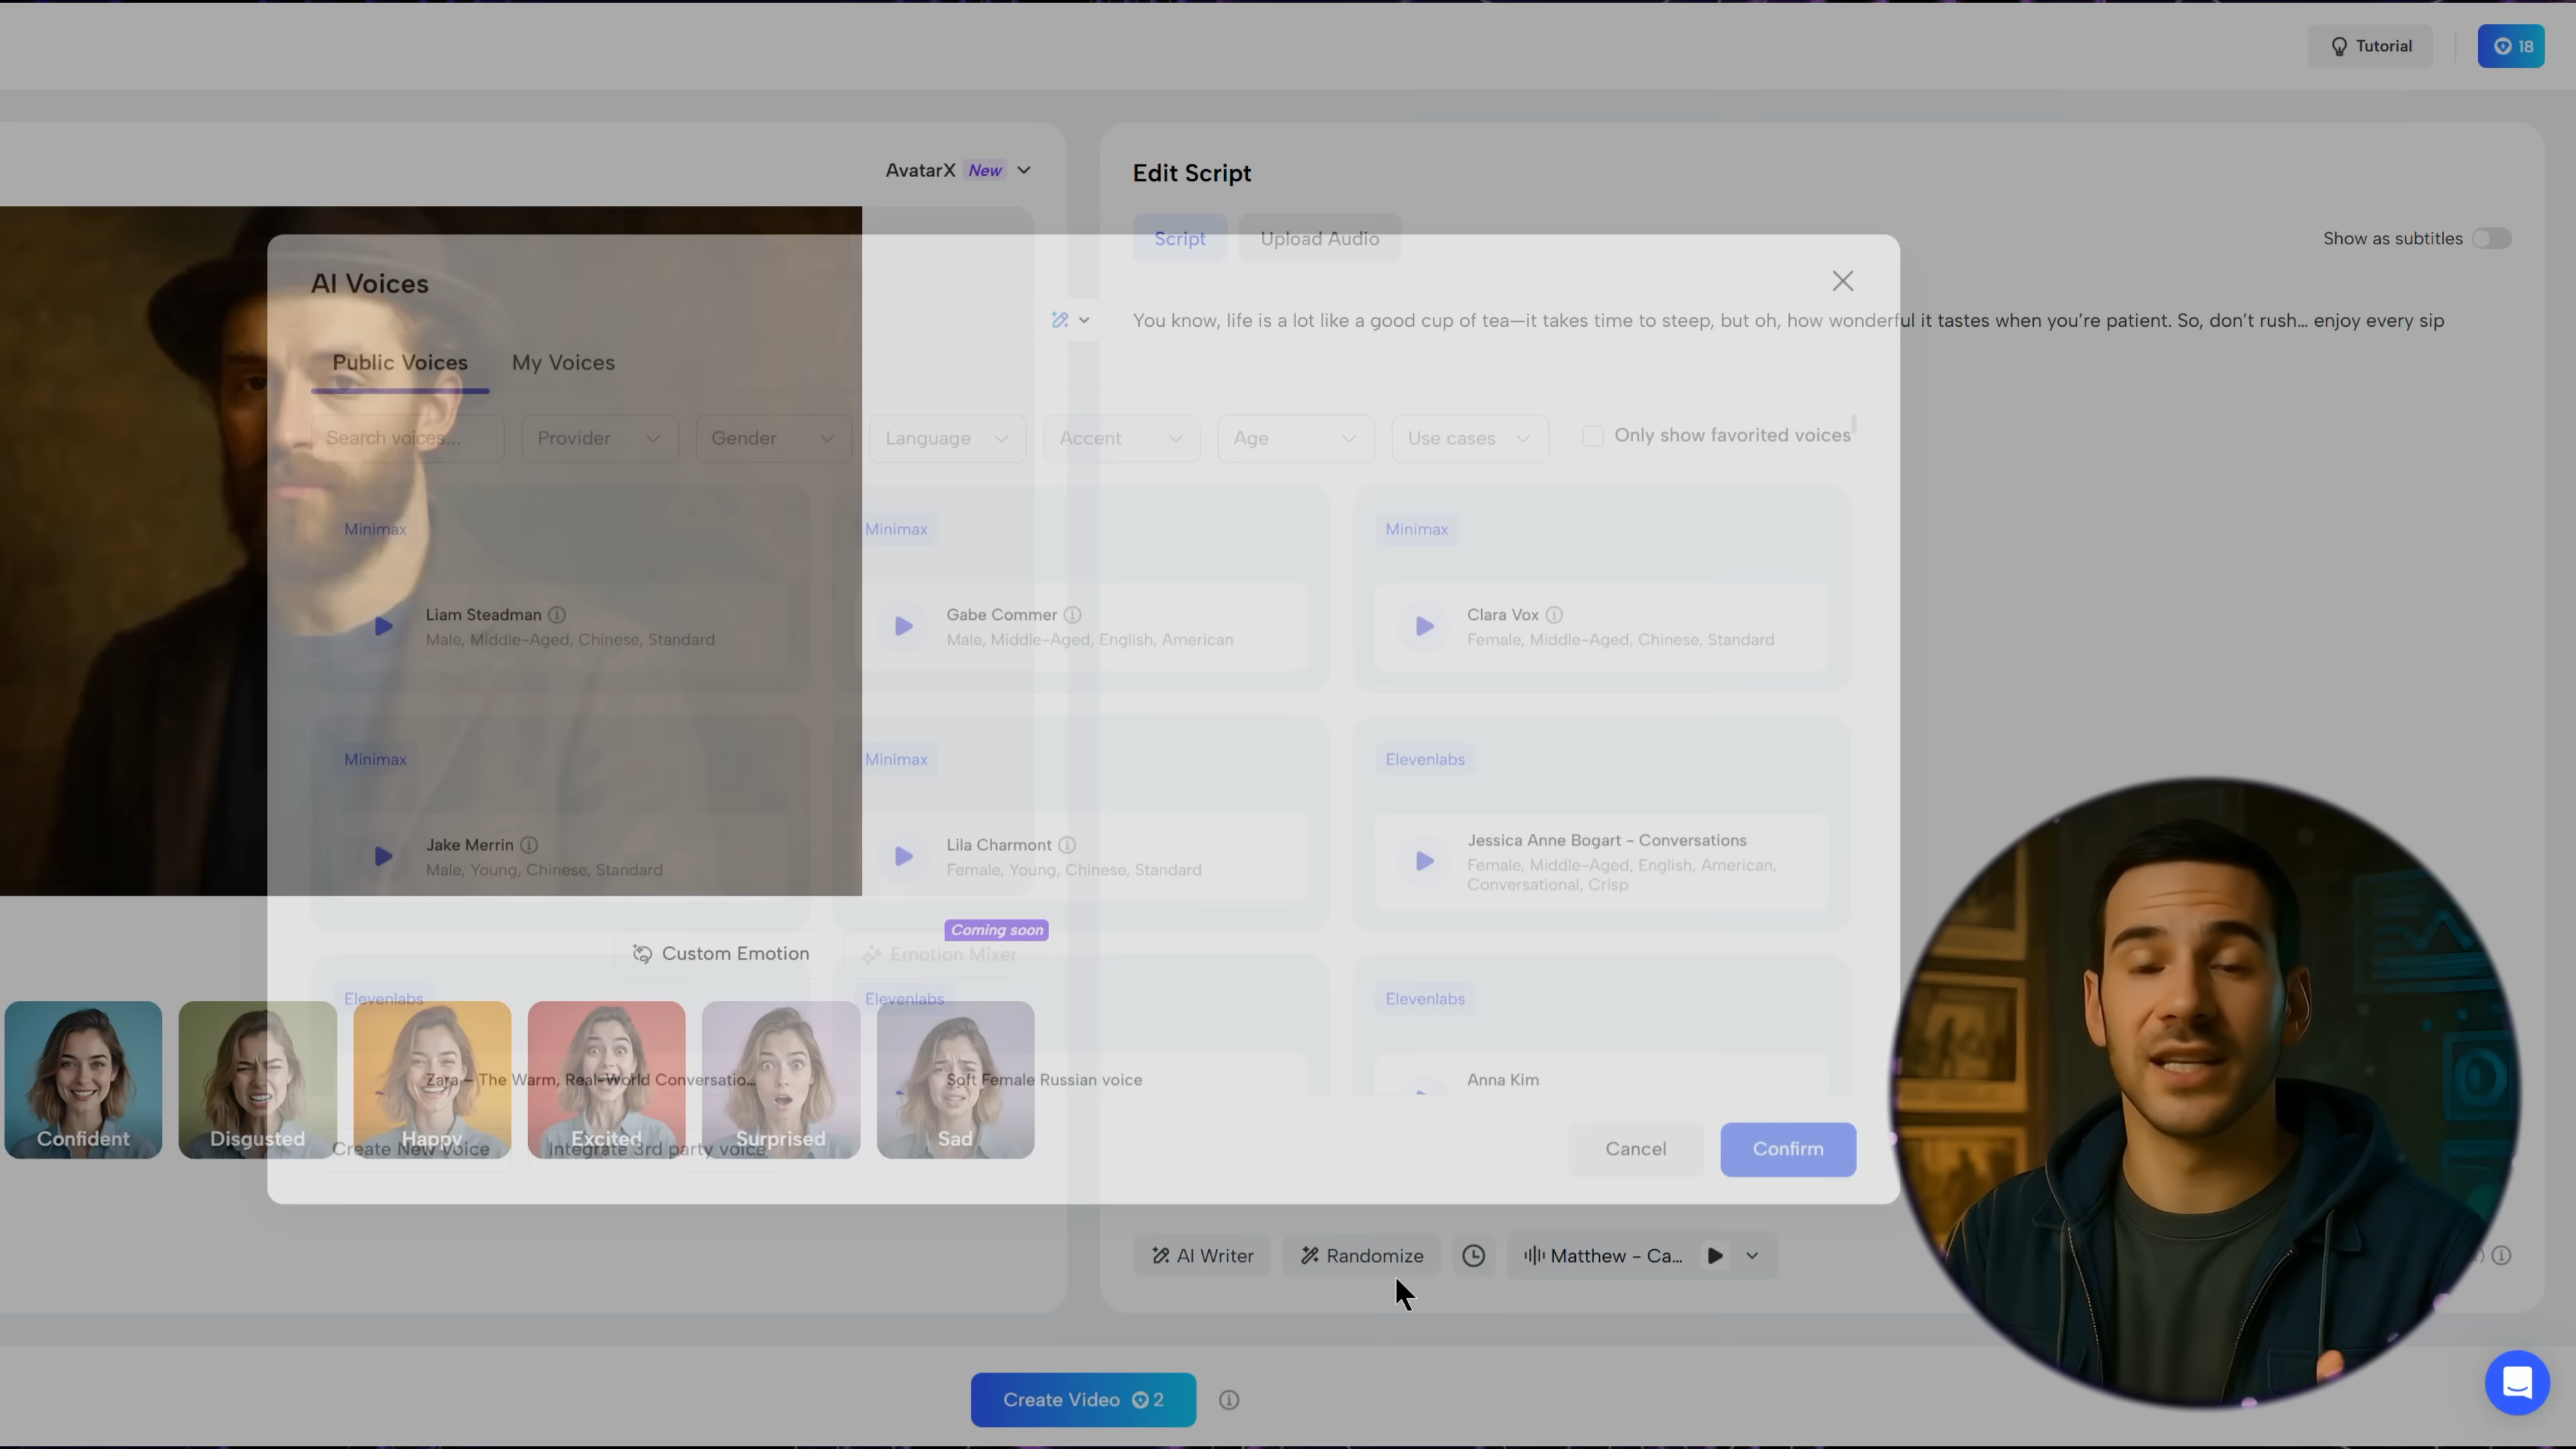 Tutorial
18
AvatarX New
Edit Script
Script
Upload Audio
Show as subtitles
AI Voices
You know, life is a lot like a good cup of tea—it takes time to steep, but oh, how wonderful it tastes when you're patient. So, don't rush... enjoy every sip
Public Voices
My Voices
Search voices...
Provider
Gender
Language
Accent
Age
Use cases
Only show favorited voices
Minimax
Minimax
Minimax
Liam Steadman
Male, Middle-Aged, Chinese, Standard
Gabe Commer
Male, Middle-Aged, English, American
Clara Vox
Female, Middle-Aged, Chinese, Standard
Minimax
Minimax
Elevenlabs
Jake Merrin
Male, Young, Chinese, Standard
Lila Charmont
Female, Young, Chinese, Standard
Jessica Anne Bogart - Conversations
Female, Middle-Aged, English, American,
Conversational, Crisp
Coming soon
Custom Emotion
Emotion Mixer
Elevenlabs
Elevenlabs
Elevenlabs
Zara – The Warm, Real-World Conversatio...
Soft Female Russian voice
Anna Kim
Confident
Disgusted
Happy
Excited
Surprised
Sad
Create New Voice
Integrate 3rd party voice
Cancel
Confirm
AI Writer
Randomize
Matthew - Ca...
Create Video 2